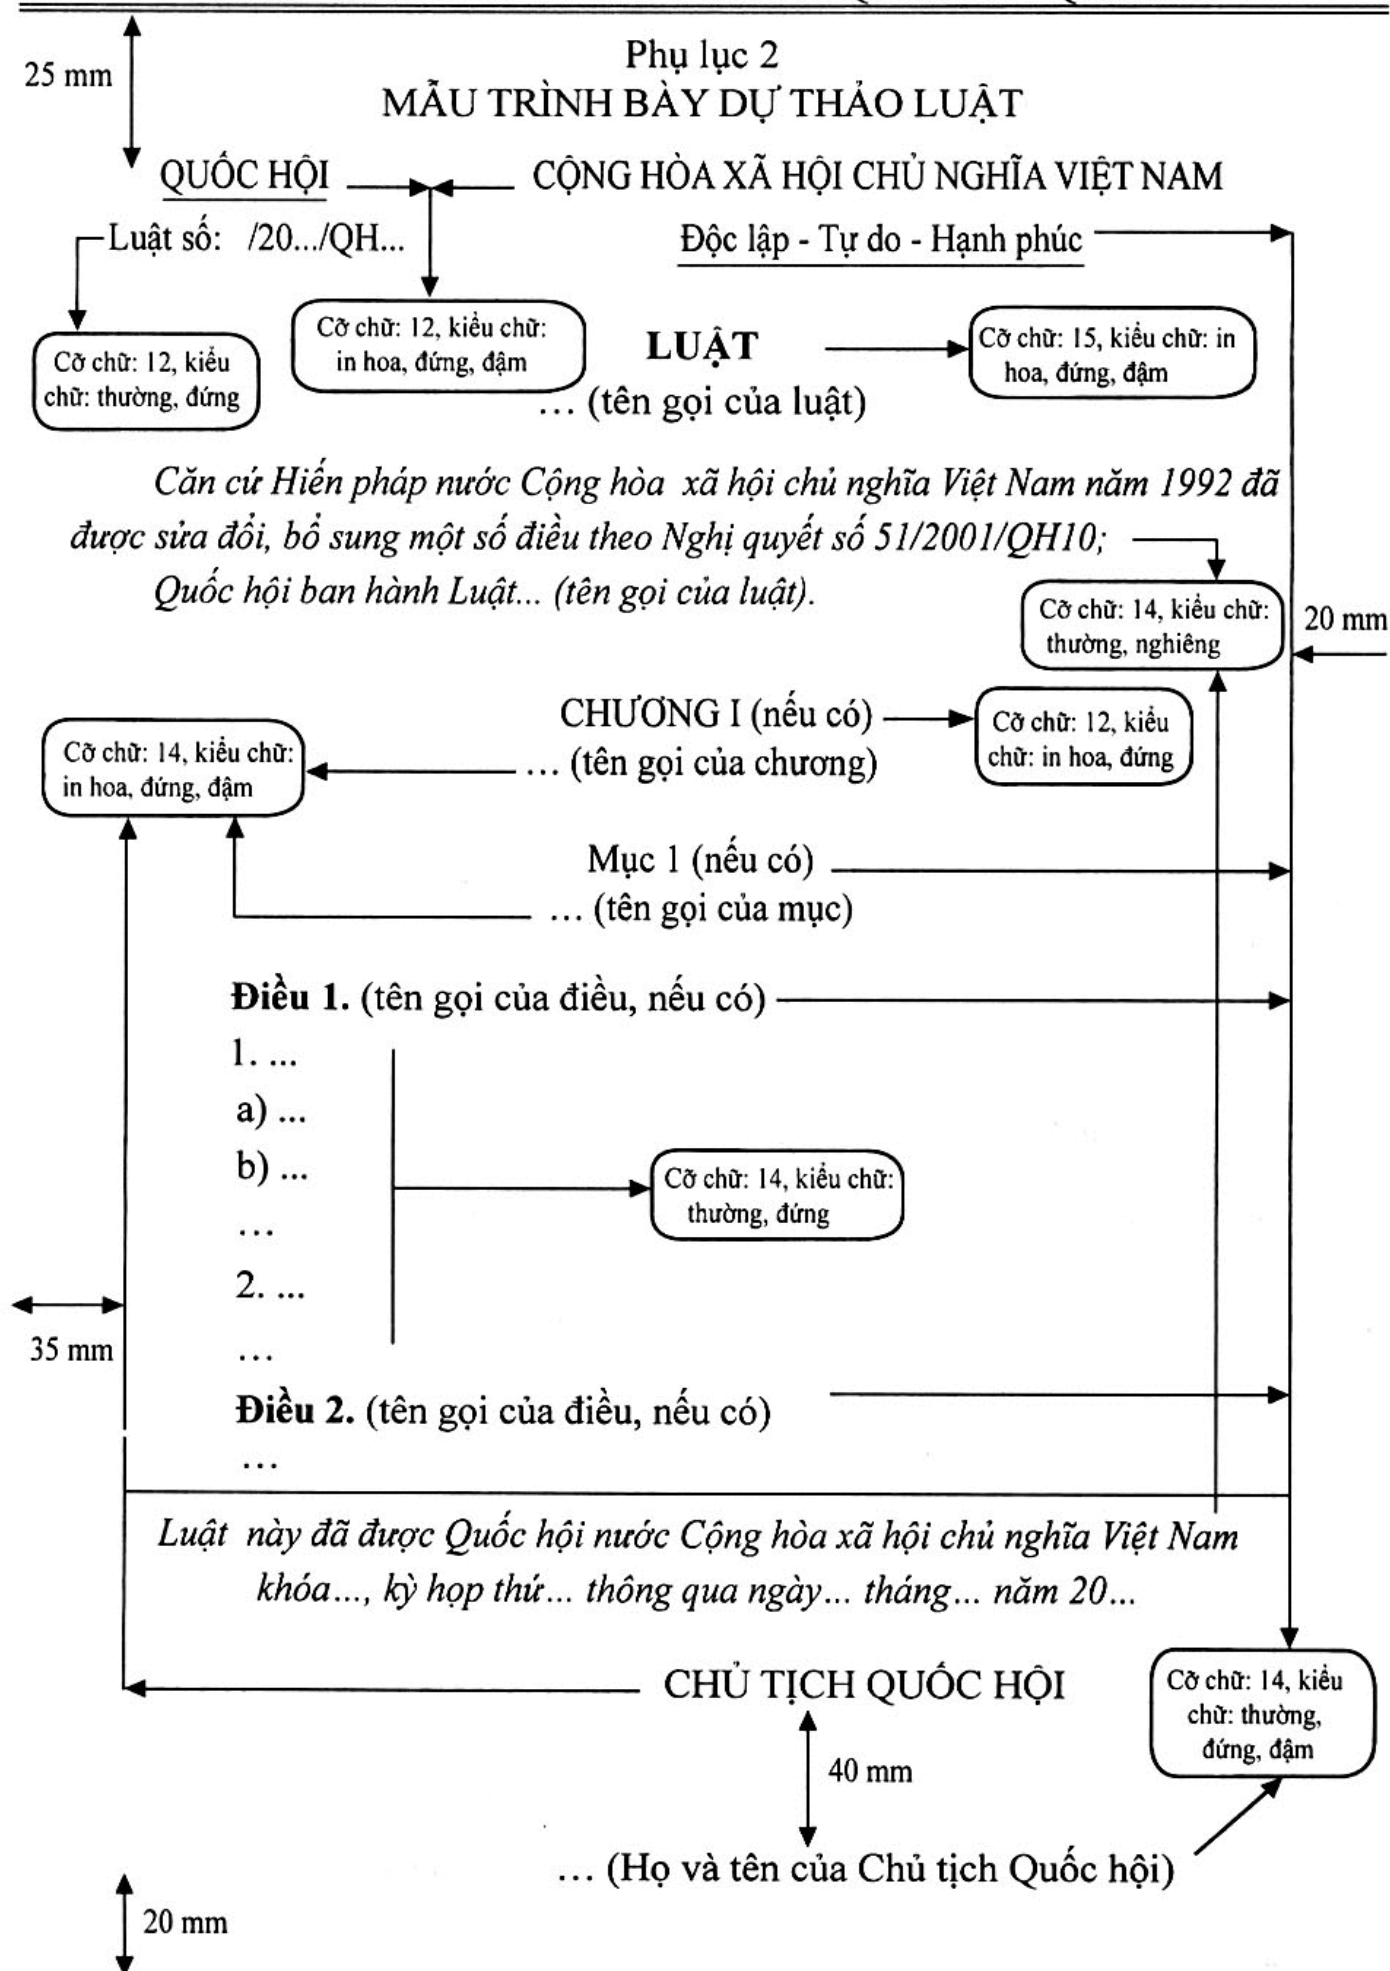 Phụ lục 2
MẪU TRÌNH BÀY DỰ THẢO LUẬT
25 mm
QUỐC HỘI
CỘNG HÒA XÃ HỘI CHỦ NGHĨA VIỆT NAM
Luật số: /20.../QH...
Độc lập - Tự do - Hạnh phúc
Cỡ chữ: 12, kiểu
chữ: thường, đứng
Cỡ chữ: 12, kiểu chữ:
in hoa, đứng, đậm
LUẬT
Cỡ chữ: 15, kiểu chữ: in
hoa, đứng, đậm
... (tên gọi của luật)
Căn cứ Hiến pháp nước Cộng hòa xã hội chủ nghĩa Việt Nam năm 1992 đã
được sửa đổi, bổ sung một số điều theo Nghị quyết số 51/2001/QH10;
Quốc hội ban hành Luật... (tên gọi của luật).
Cỡ chữ: 14, kiểu chữ:
thường, nghiêng
20 mm
CHƯƠNG I (nếu có)
Cỡ chữ: 12, kiểu
chữ: in hoa, đứng
Cỡ chữ: 14, kiểu chữ:
in hoa, đứng, đậm
... (tên gọi của chương)
Mục 1 (nếu có)
... (tên gọi của mục)
Điều 1. (tên gọi của điều, nếu có)
1. ...
a) ...
b) ...
...
Cỡ chữ: 14, kiểu chữ:
thường, đứng
2. ...
...
35 mm
Điều 2. (tên gọi của điều, nếu có)
...
Luật này đã được Quốc hội nước Cộng hòa xã hội chủ nghĩa Việt Nam
khóa..., kỳ họp thứ... thông qua ngày... tháng... năm 20...
CHỦ TỊCH QUỐC HỘI
Cỡ chữ: 14, kiểu
chữ: thường,
đứng, đậm
40 mm
... (Họ và tên của Chủ tịch Quốc hội)
20 mm